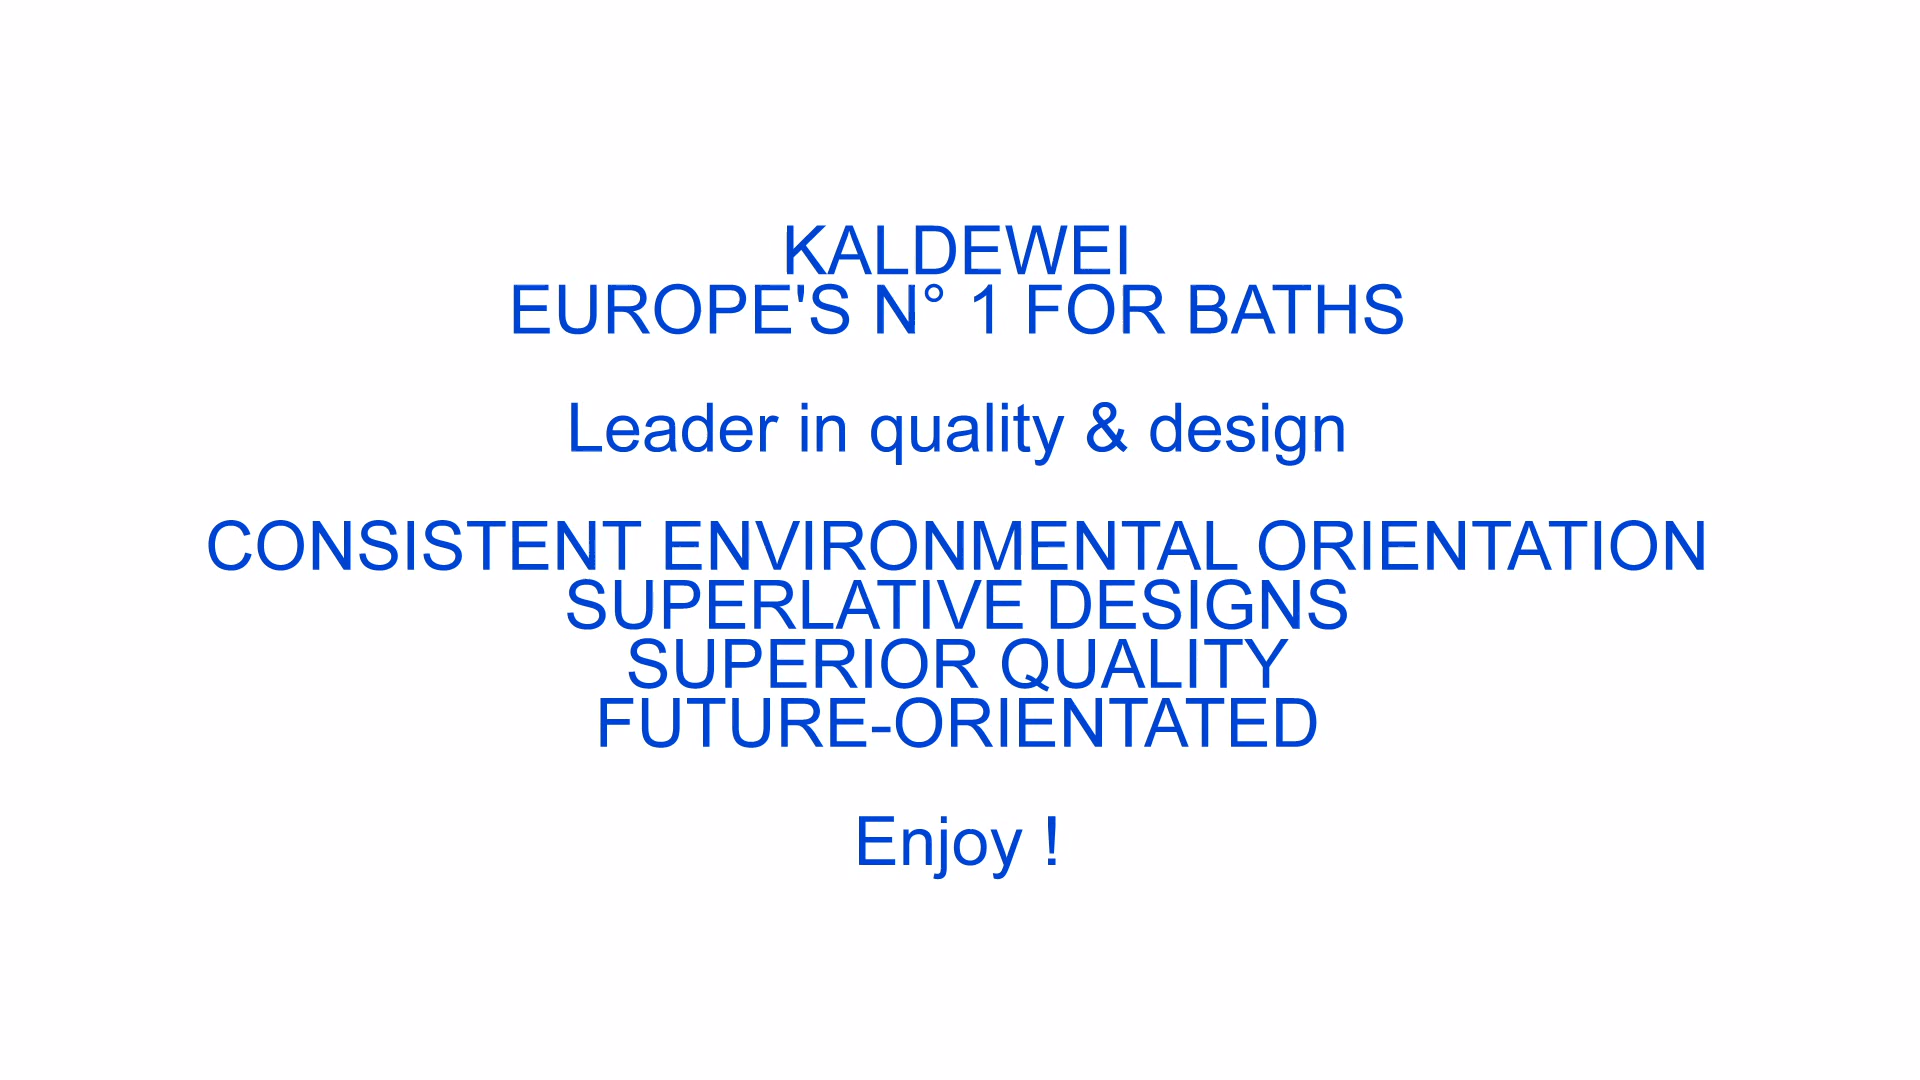 KALDEWEI
EUROPE'S N° 1 FOR BATHS
Leader in quality & design
CONSISTENT ENVIRONMENTAL ORIENTATION
SUPERLATIVE DESIGNS
SUPERIOR QUALITY
FUTURE-ORIENTATED
Enjoy !